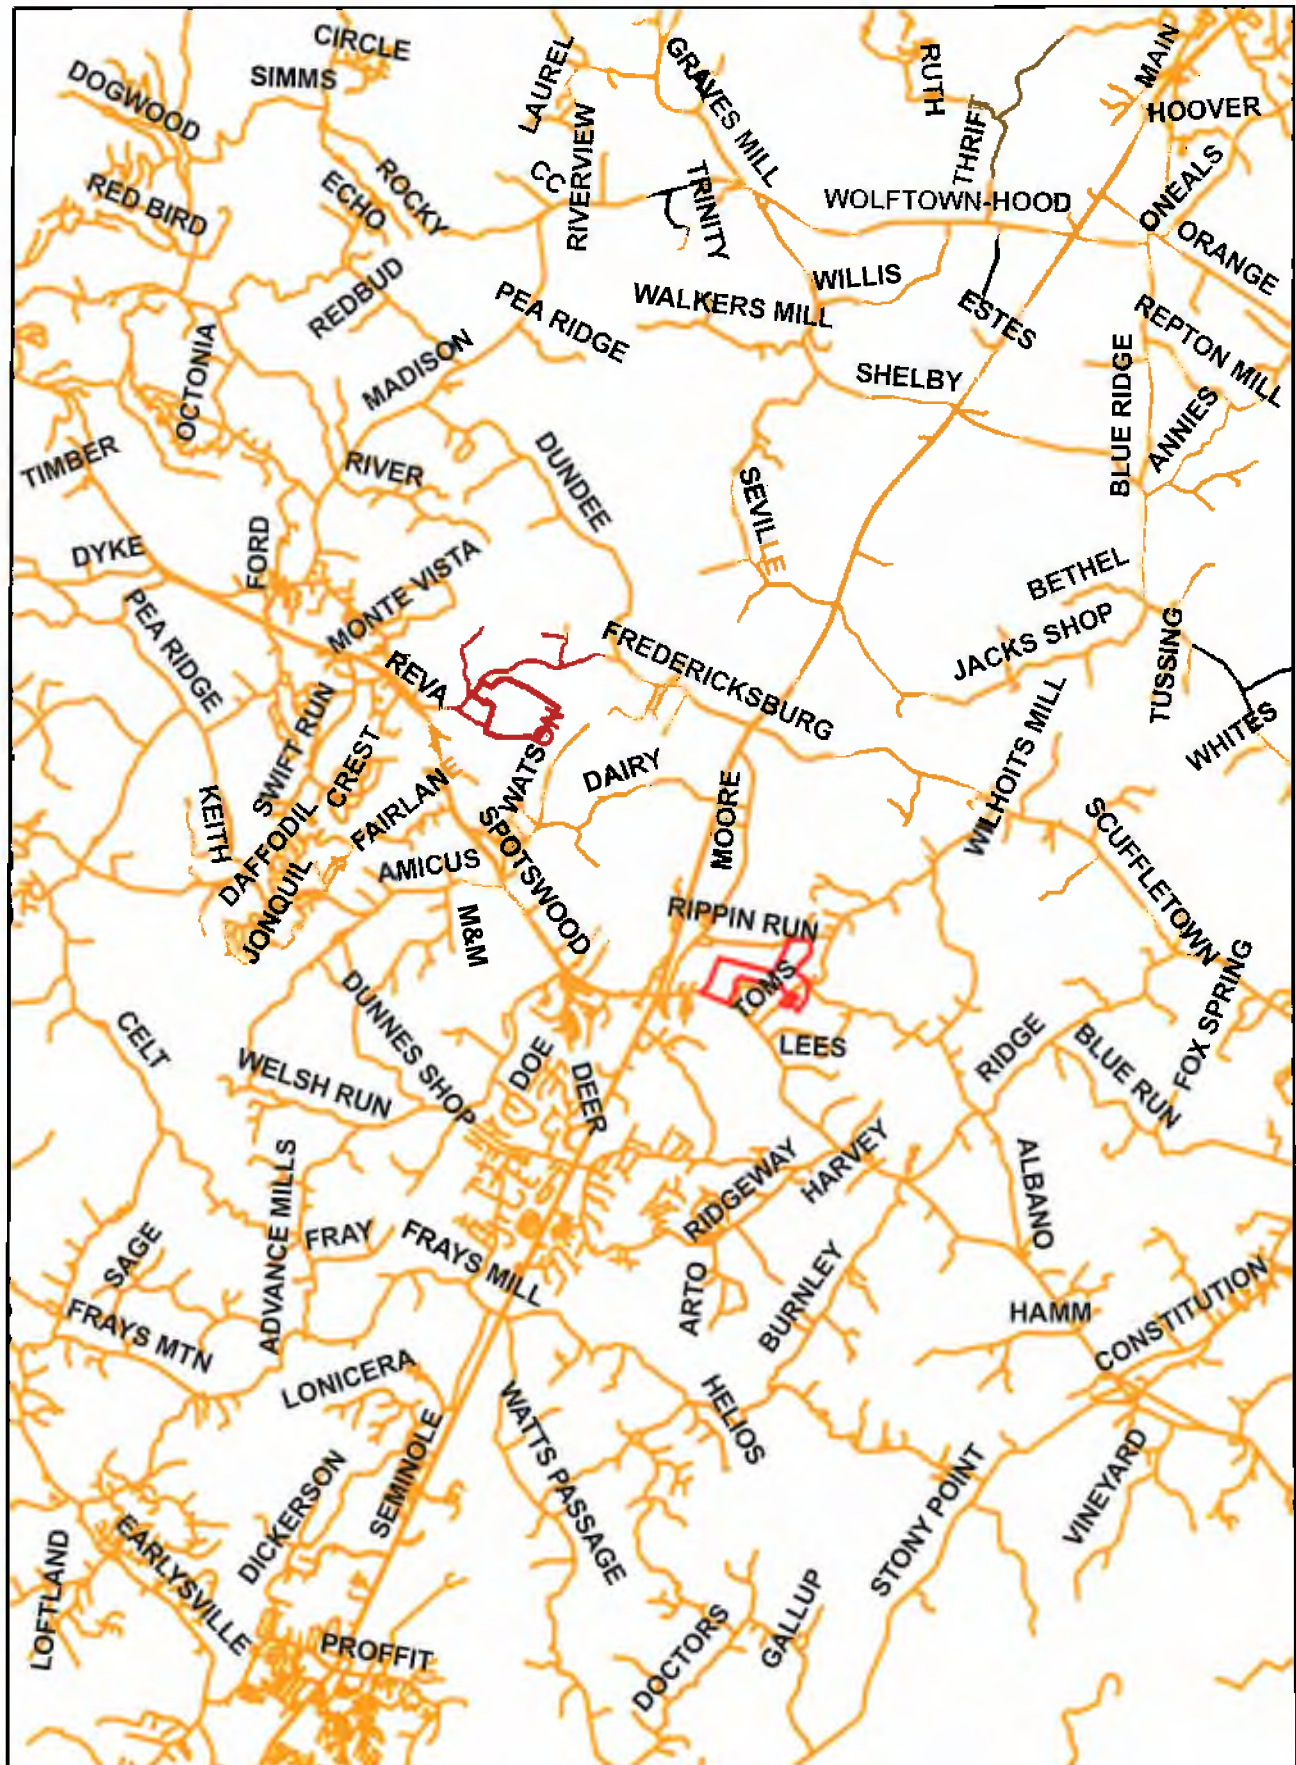 CIRCLE
SIMMS
DOGWOOD
LAUREL
GRAVES MILL
RUTH
MAIN
HOOVER
THRIFT
RIVERVIEW
CC
ROCKY
ECHO
RED BIRD
TRINITY
WOLFTOWN-HOOD
ONEALS
ORANGE
WILLIS
WALKERS MILL
REDBUD
PEA RIDGE
ESTES
REPTON MILL
OCTONIA
MADISON
SHELBY
BLUE RIDGE
ANNIES
TIMBER
RIVER
DUNDEE
SEVILLE
DYKE
FORD
MONTE VISTA
BETHEL
PEA RIDGE
JACKS SHOP
TUSSING
REVA
FREDERICKSBURG
WHITES
SWIFT RUN
CREST
WATS
DAIRY
WILHOITS MILL
KEITH
DAFFODIL
FAIRLAN
SPOTSWOOD
MOORE
SCUFFLETOWN
JONQUIL
AMICUS
M&M
RIPPIN RUN
TOMS
FOX SPRING
CELT
DUNNES SHOP
WELSH RUN
DOE
DEER
LEES
RIDGE
BLUE RUN
ADVANCE MILLS
RIDGEWAY
HARVEY
ALBANO
SAGE
FRAY
FRAYS MILL
ARTO
BURNLEY
HAMM
CONSTITUTION
FRAYS MTN
LONICERA
HELIOS
WATTS PASSAGE
SEMINOLE
DICKERSON
STONY POINT
VINEYARD
LOFTLAND
EARLYSVILLE
PROFFIT
DOCTORS
GALLUP